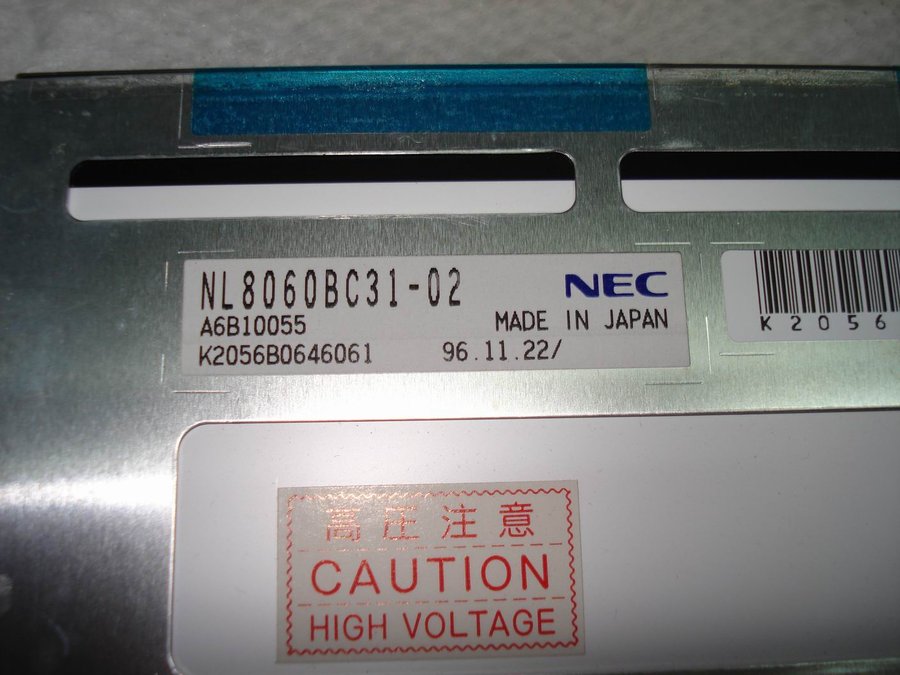 NL8060BC31-02 NEC
A6B10055 MADE IN JAPAN
K2056B0646061 96.11.22/
K2056
高圧注意
CAUTION
HIGH VOLTAGE